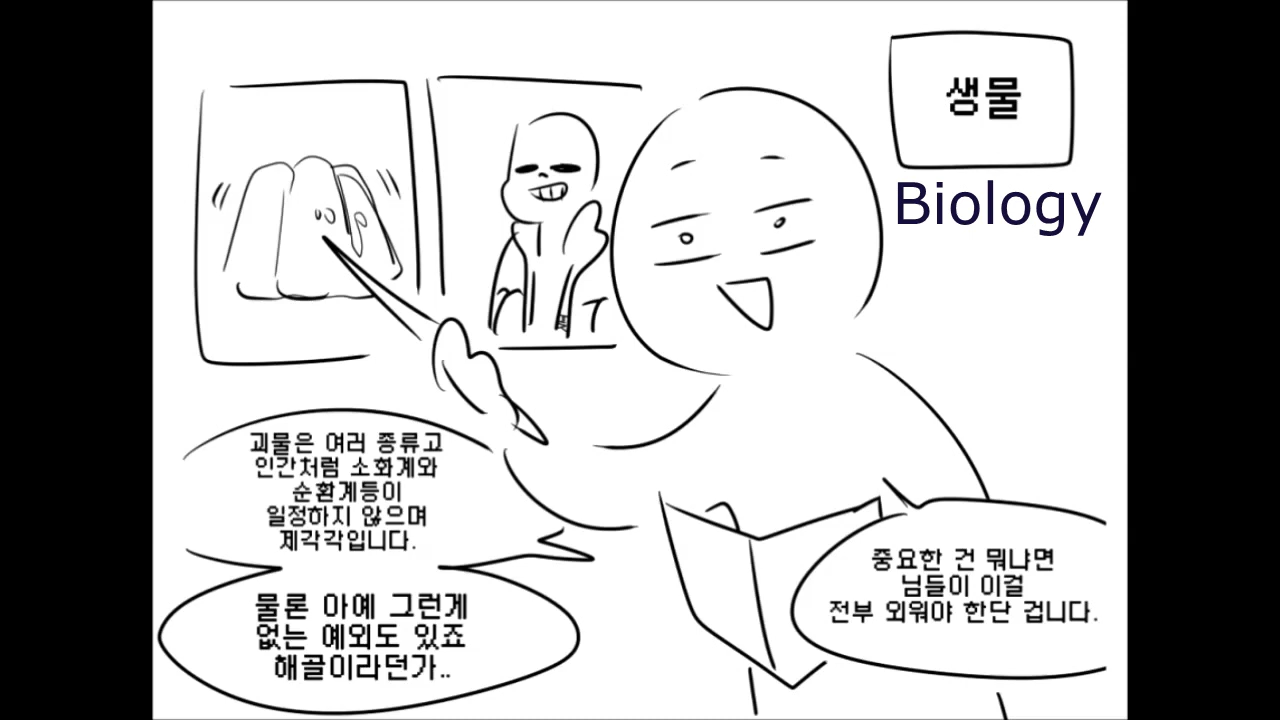 생물
Biology
괴물은 여러 종류고
인간처럼 소화계와
순환계등이
일정하지 않으며
제각각입니다.
물론 아예 그런게
없는 예외도 있죠
해골이라던가..
중요한 건 뭐냐면
님들이 이걸
전부 외워야 한단 겁니다.